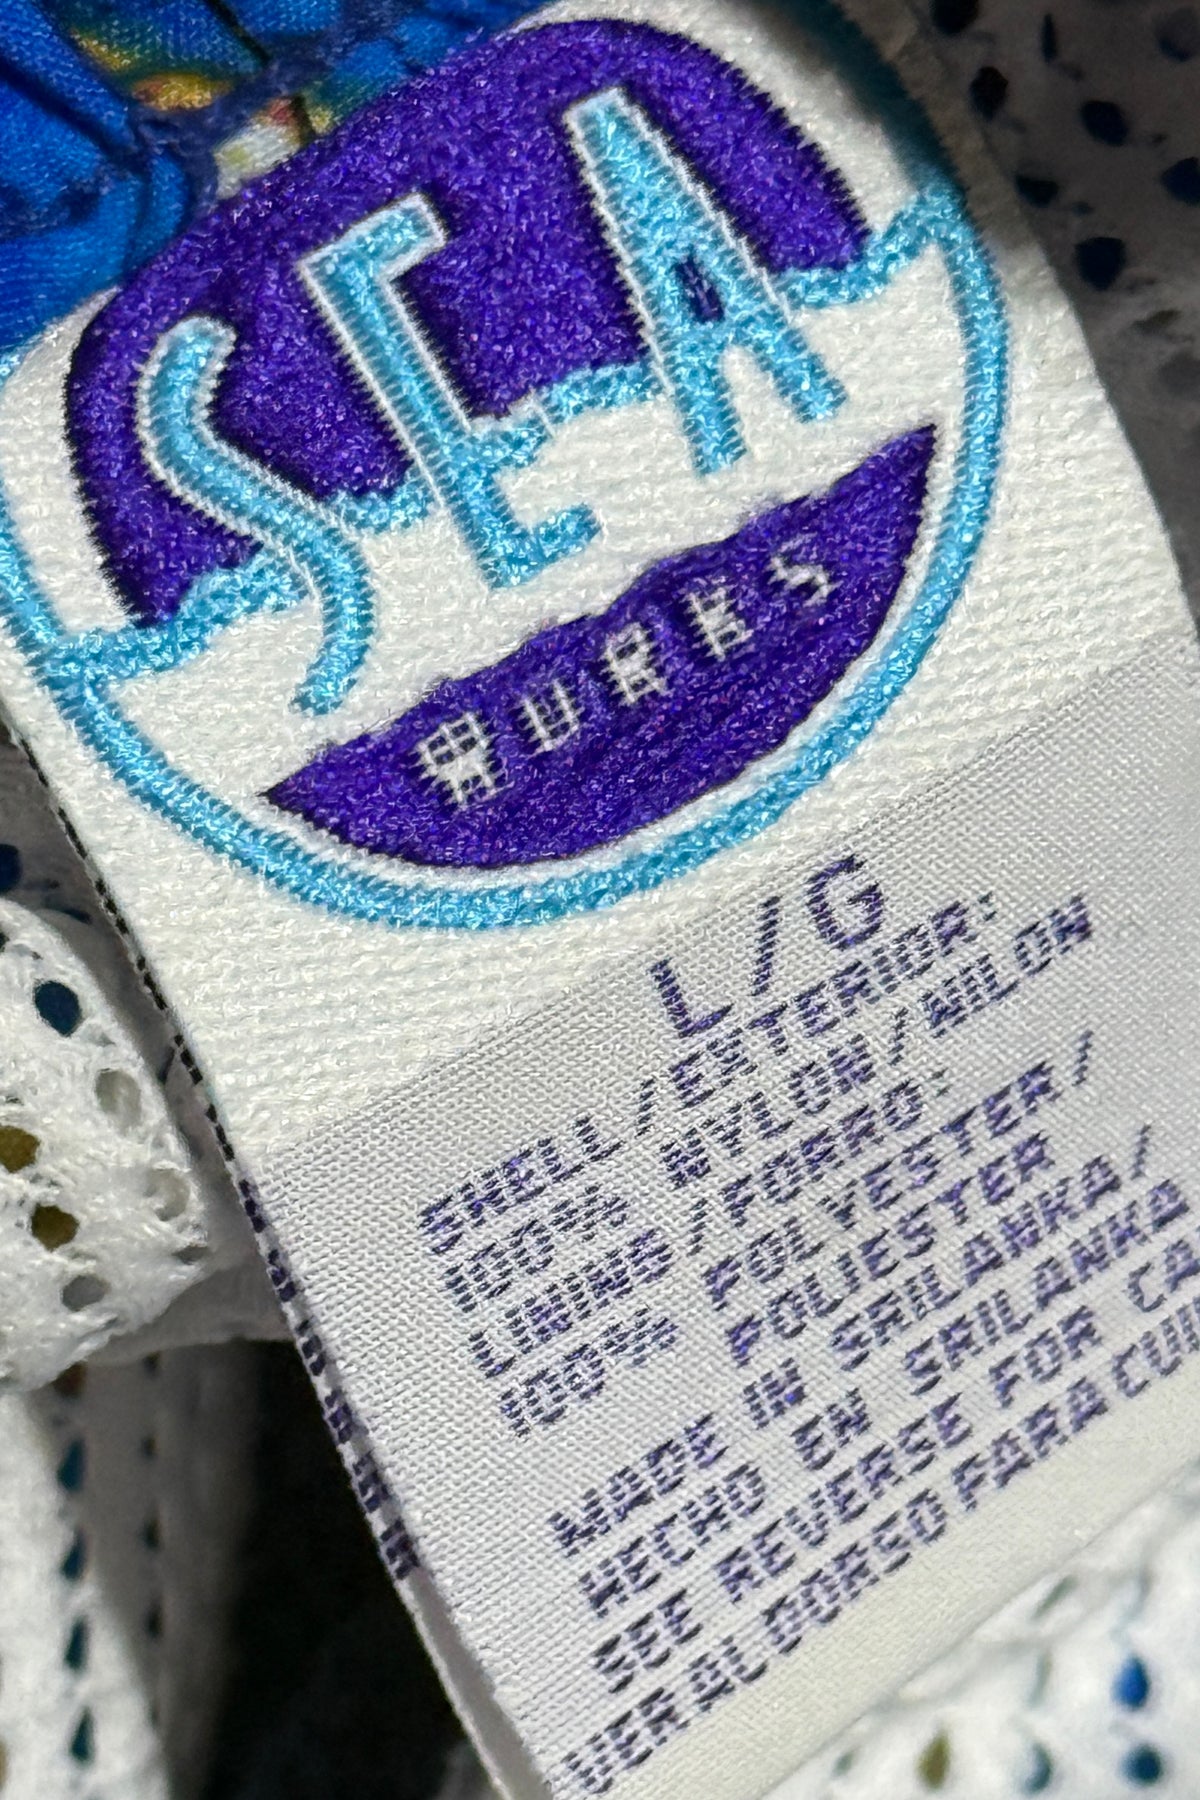 SEA
L/G
SHELL/EXTERIOR:
100% NYLON/NILON
LINING/FORRO:
100% POLYESTER/
POLIESTER
MADE IN SRILANKA/
HECHO EN SRILANKA
SEE REVERSE FOR CA
VER AL DORSO PARA CUI